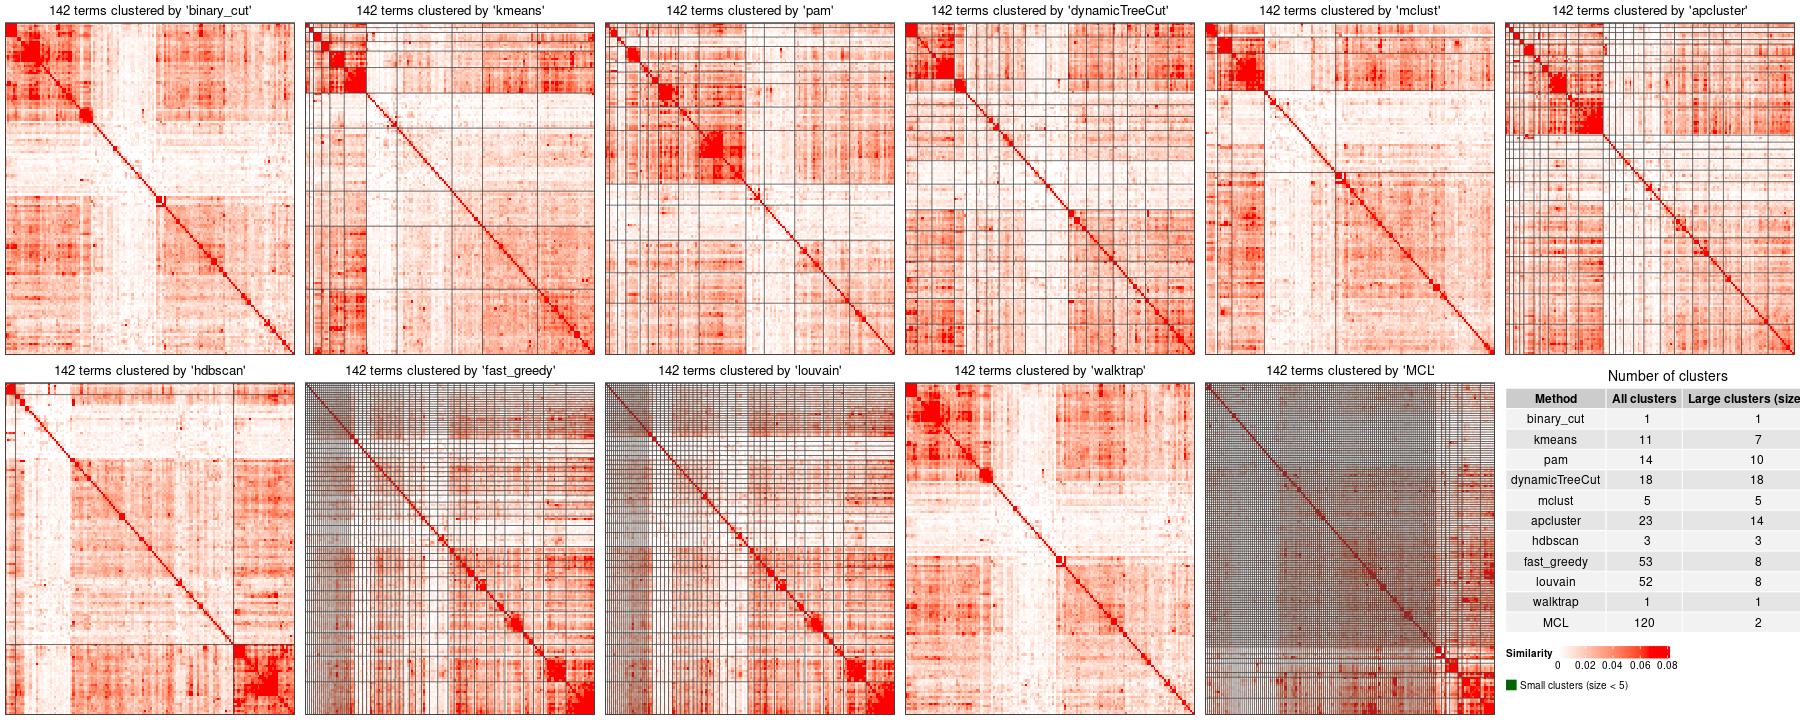 142 terms clustered by 'binary_cut'
142 terms clustered by 'kmeans'
142 terms clustered by 'pam'
142 terms clustered by 'dynamicTreeCut'
142 terms clustered by 'mclust'
142 terms clustered by 'apcluster'
142 terms clustered by 'hdbscan'
142 terms clustered by 'fast_greedy'
142 terms clustered by 'louvain'
142 terms clustered by 'walktrap'
142 terms clustered by 'MCL'
Number of clusters
Method All clusters Large clusters (size
binary_cut 1 1
kmeans 11 7
pam 14 10
dynamicTreeCut 18 18
mclust 5 5
apcluster 23 14
hdbscan 3 3
fast_greedy 53 8
louvain 52 8
walktrap 1 1
MCL 120 2
Similarity
0 0.02 0.04 0.06 0.08
Small clusters (size < 5)